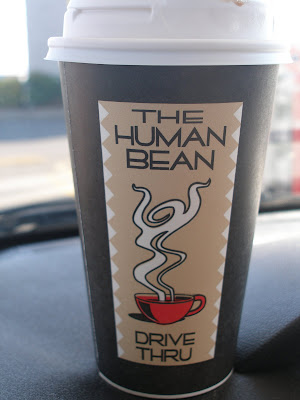 THE
HUMAN
BEAN
DRIVE
THRU